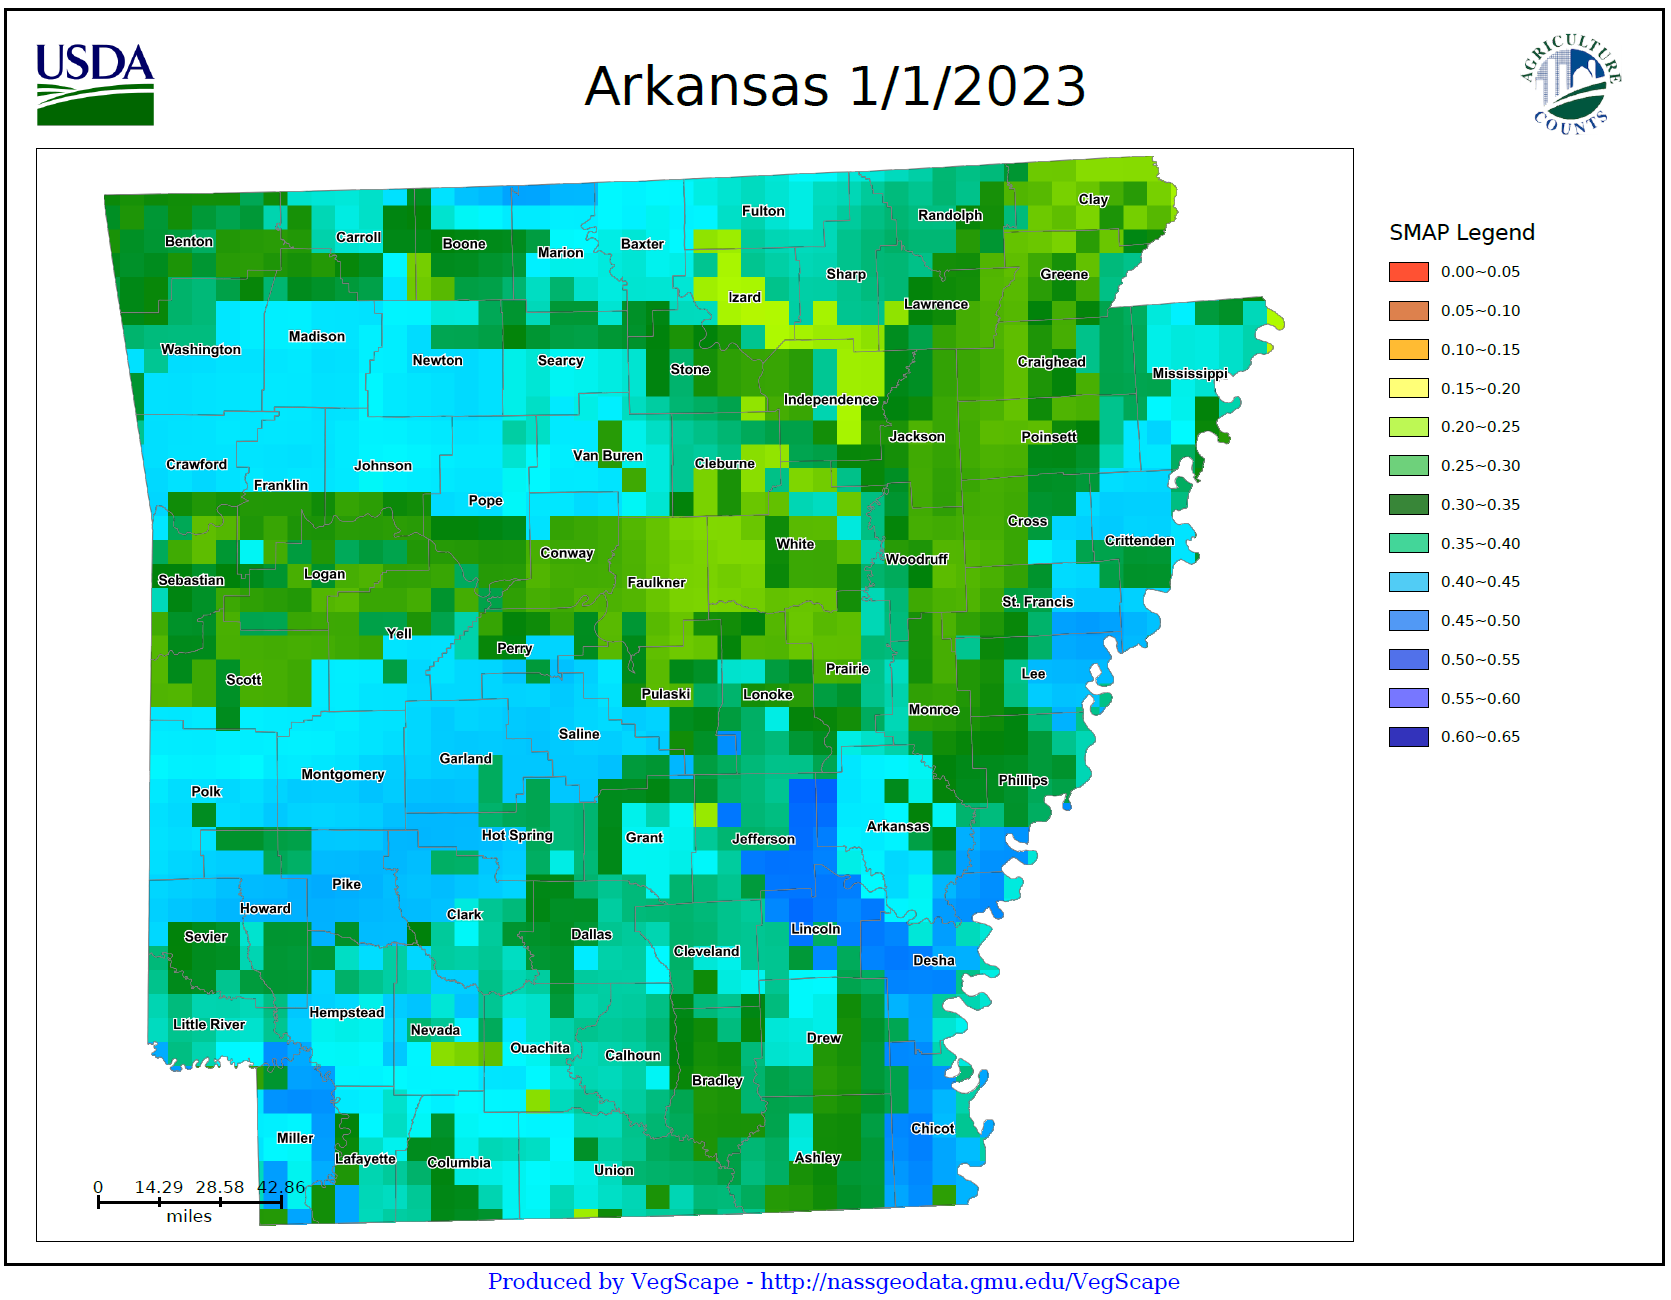 USDA
Arkansas 1/1/2023
AGRICULTURE
COUNTS
SMAP Legend
0.00~0.05
0.05~0.10
0.10~0.15
0.15~0.20
0.20~0.25
0.25~0.30
0.30~0.35
0.35~0.40
0.40~0.45
0.45~0.50
0.50~0.55
0.55~0.60
0.60~0.65
Clay
Fulton
Randolph
Benton
Carroll
Boone
Marion
Baxter
Sharp
Greene
Izard
Lawrence
Washington
Madison
Newton
Searcy
Stone
Craighead
Mississippi
Independence
Jackson
Poinsett
Crawford
Franklin
Johnson
Van Buren
Cleburne
Pope
Cross
Crittenden
Conway
White
Woodruff
Sebastian
Logan
Faulkner
St. Francis
Yell
Perry
Prairie
Lee
Scott
Pulaski
Lonoke
Monroe
Saline
Garland
Montgomery
Polk
Phillips
Hot Spring
Grant
Jefferson
Arkansas
Pike
Howard
Clark
Sevier
Dallas
Cleveland
Lincoln
Desha
Little River
Hempstead
Nevada
Ouachita
Calhoun
Drew
Bradley
Miller
Lafayette
Columbia
Union
Ashley
Chicot
0 14.29 28.58 42.86
miles
Produced by VegScape - http://nassgeodata.gmu.edu/VegScape